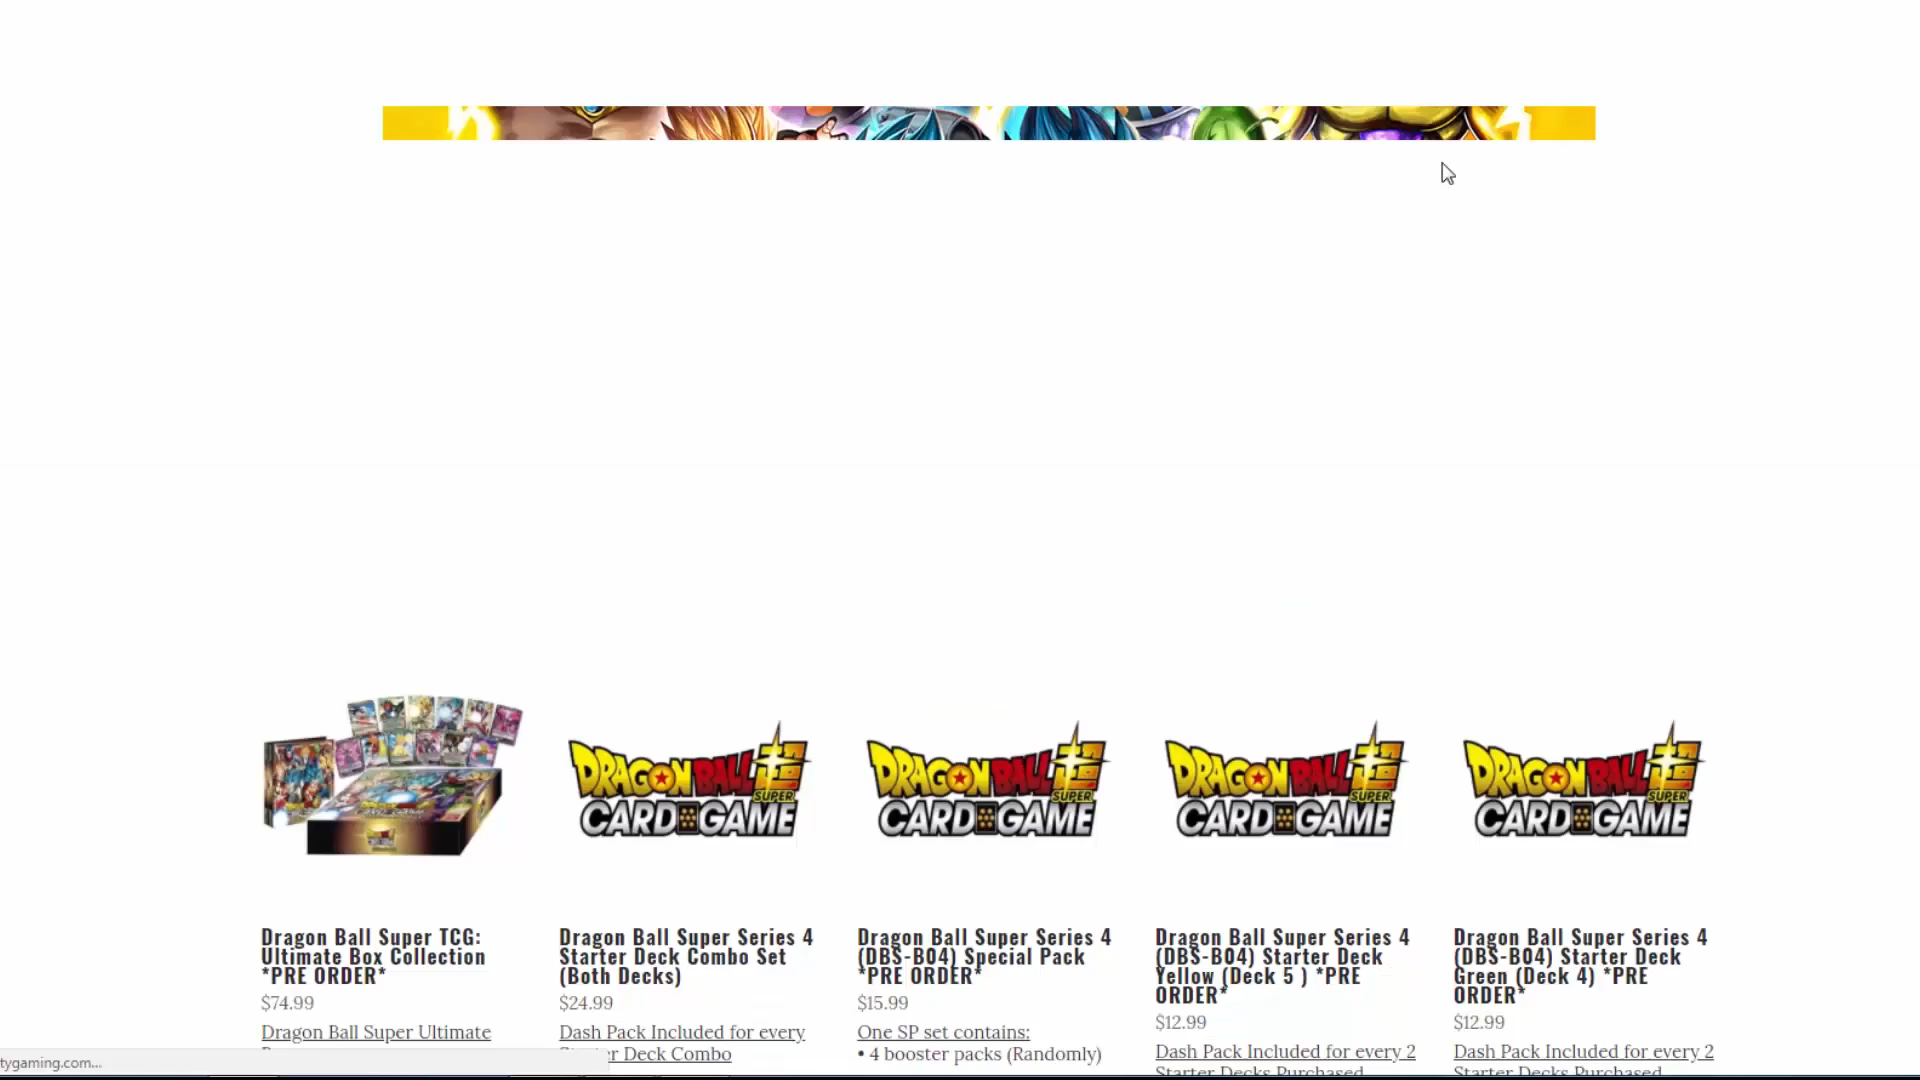 DRAGON BALL SUPER CARD GAME
DRAGON BALL SUPER CARD GAME
DRAGON BALL SUPER CARD GAME
DRAGON BALL SUPER CARD GAME
Dragon Ball Super TCG:
Ultimate Box Collection
*PRE ORDER*
$74.99
Dragon Ball Super Ultimate
Dragon Ball Super Series 4
Starter Deck Combo Set
(Both Decks)
$24.99
Dash Pack Included for every
Deck Combo
Dragon Ball Super Series 4
(DBS-B04) Special Pack
*PRE ORDER*
$15.99
One SP set contains:
• 4 booster packs (Randomly)
Dragon Ball Super Series 4
(DBS-B04) Starter Deck
Yellow (Deck 5 ) *PRE
ORDER*
$12.99
Dash Pack Included for every 2
Starter Decks Purchased
Dragon Ball Super Series 4
(DBS-B04) Starter Deck
Green (Deck 4) *PRE
ORDER*
$12.99
Dash Pack Included for every 2
Starter Decks Purchased
tygaming.com...